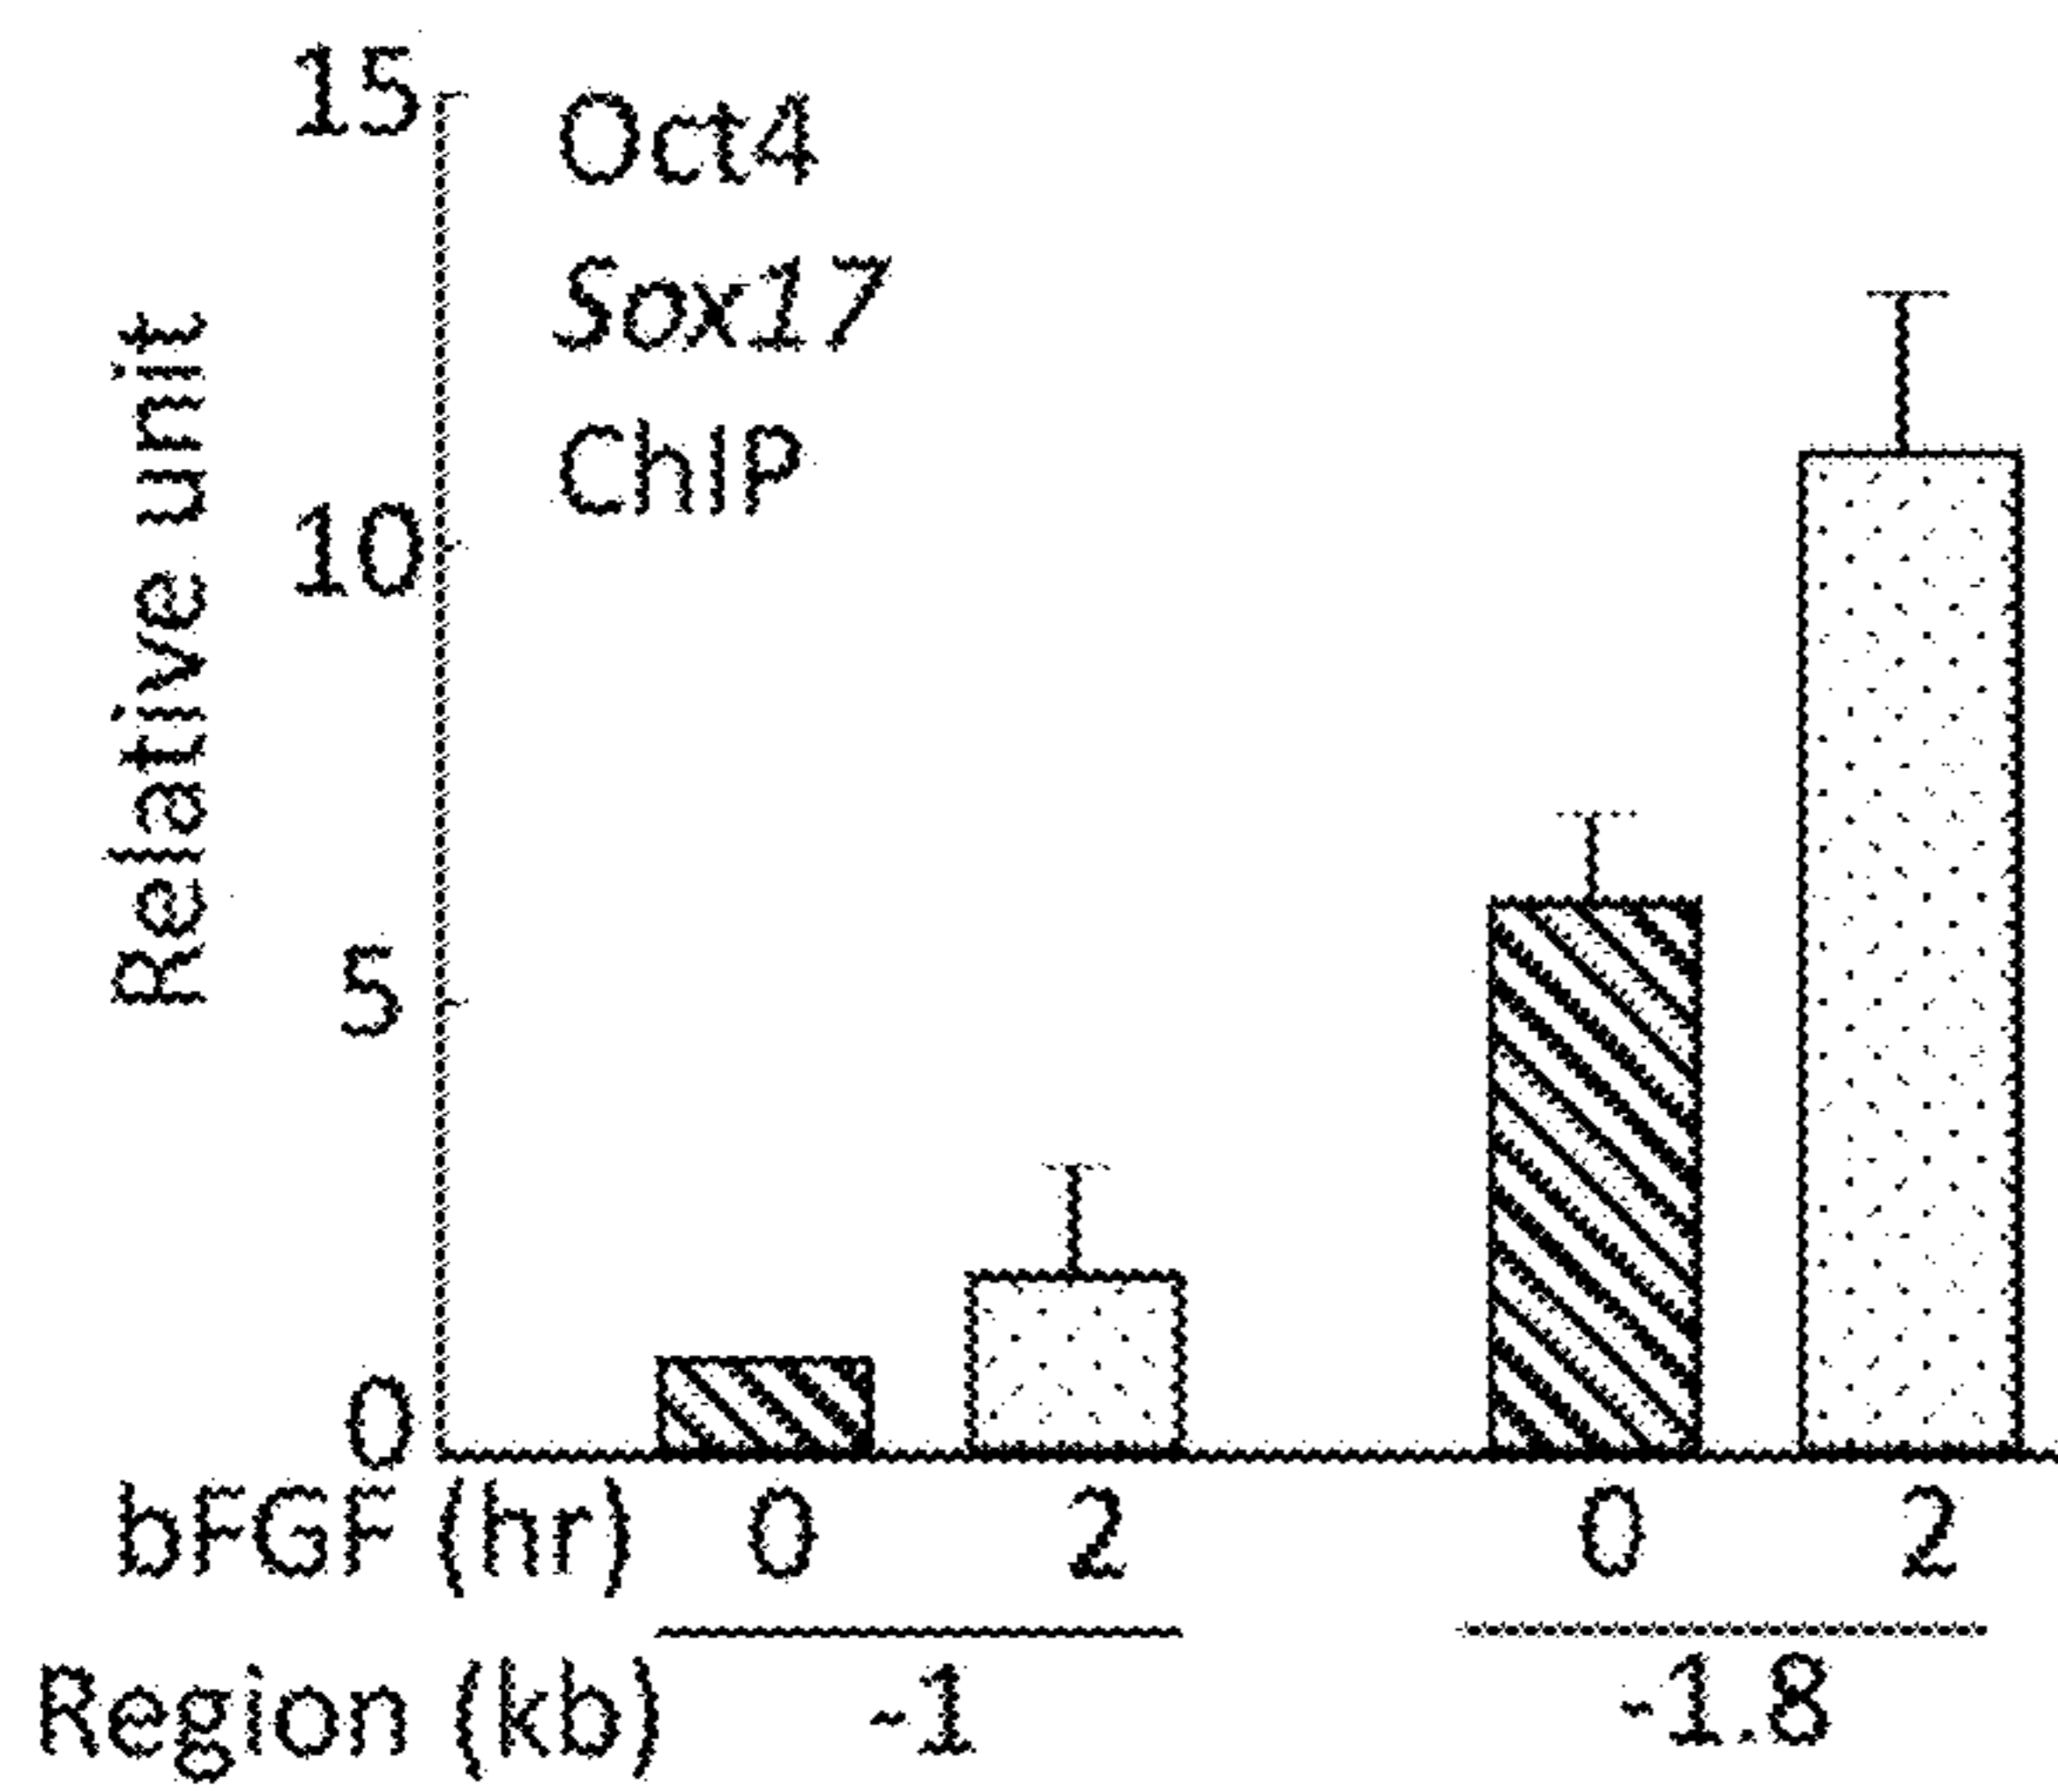 15
Oct4
Sox17
ChIP
Relative unit
10
5
0
bFGF (hr) 0 2 0 2
Region (kb) -1 -1.8